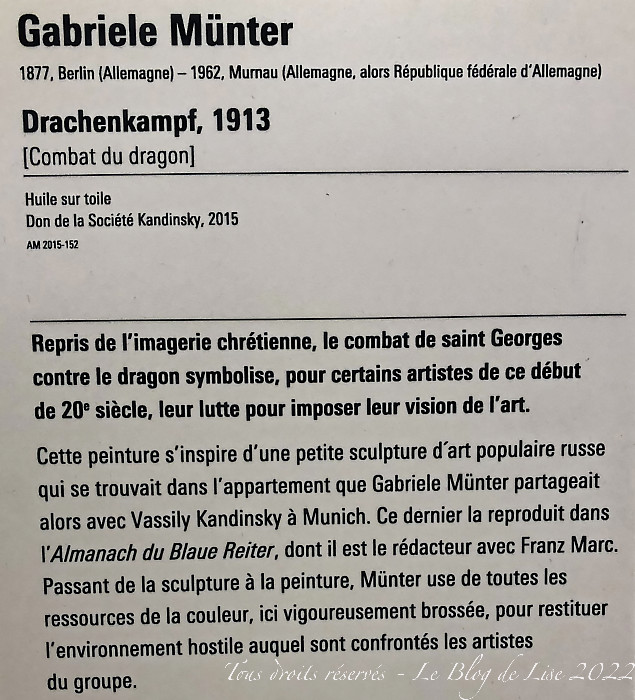 Gabriele Münter
1877, Berlin (Allemagne) – 1962, Murnau (Allemagne, alors République fédérale d'Allemagne)
Drachenkampf, 1913
[Combat du dragon]
Huile sur toile
Don de la Société Kandinsky, 2015
AM 2015-152
Repris de l'imagerie chrétienne, le combat de saint Georges
contre le dragon symbolise, pour certains artistes de ce début
de 20e siècle, leur lutte pour imposer leur vision de l'art.
Cette peinture s'inspire d'une petite sculpture d´art populaire russe
qui se trouvait dans l'appartement que Gabriele Münter partageait
alors avec Vassily Kandinsky à Munich. Ce dernier la reproduit dans
l'Almanach du Blaue Reiter, dont il est le rédacteur avec Franz Marc.
Passant de la sculpture à la peinture, Münter use de toutes les
ressources de la couleur, ici vigoureusement brossée, pour restituer
l'environnement hostile auquel sont confrontés les artistes
du groupe.
Tous droits réservés - Le Blog de Lise 2022